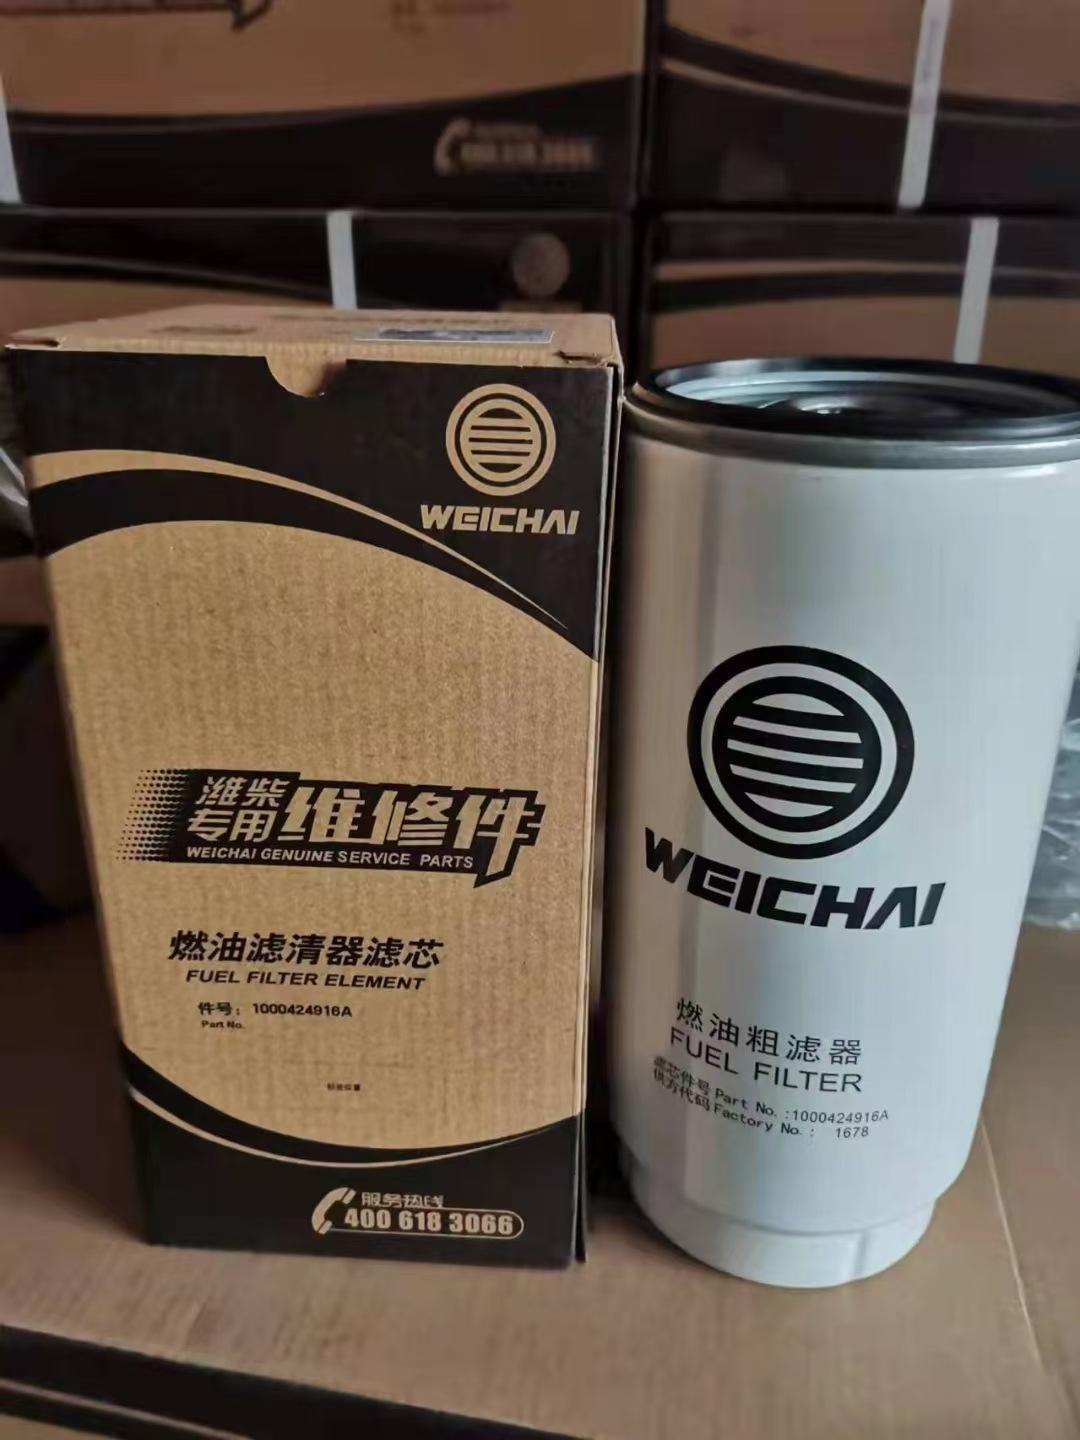 400 618 3066
WEICHAI
潍柴
专用
维修件
WEICHAI GENUINE SERVICE PARTS
燃油滤清器滤芯
FUEL FILTER ELEMENT
件号: 1000424916A
Part No.
服务热线
400 618 3066
WEICHAI
燃油粗滤器
FUEL FILTER
滤芯件号 Part No. :1000424916A
供方代码 Factory No. : 1678